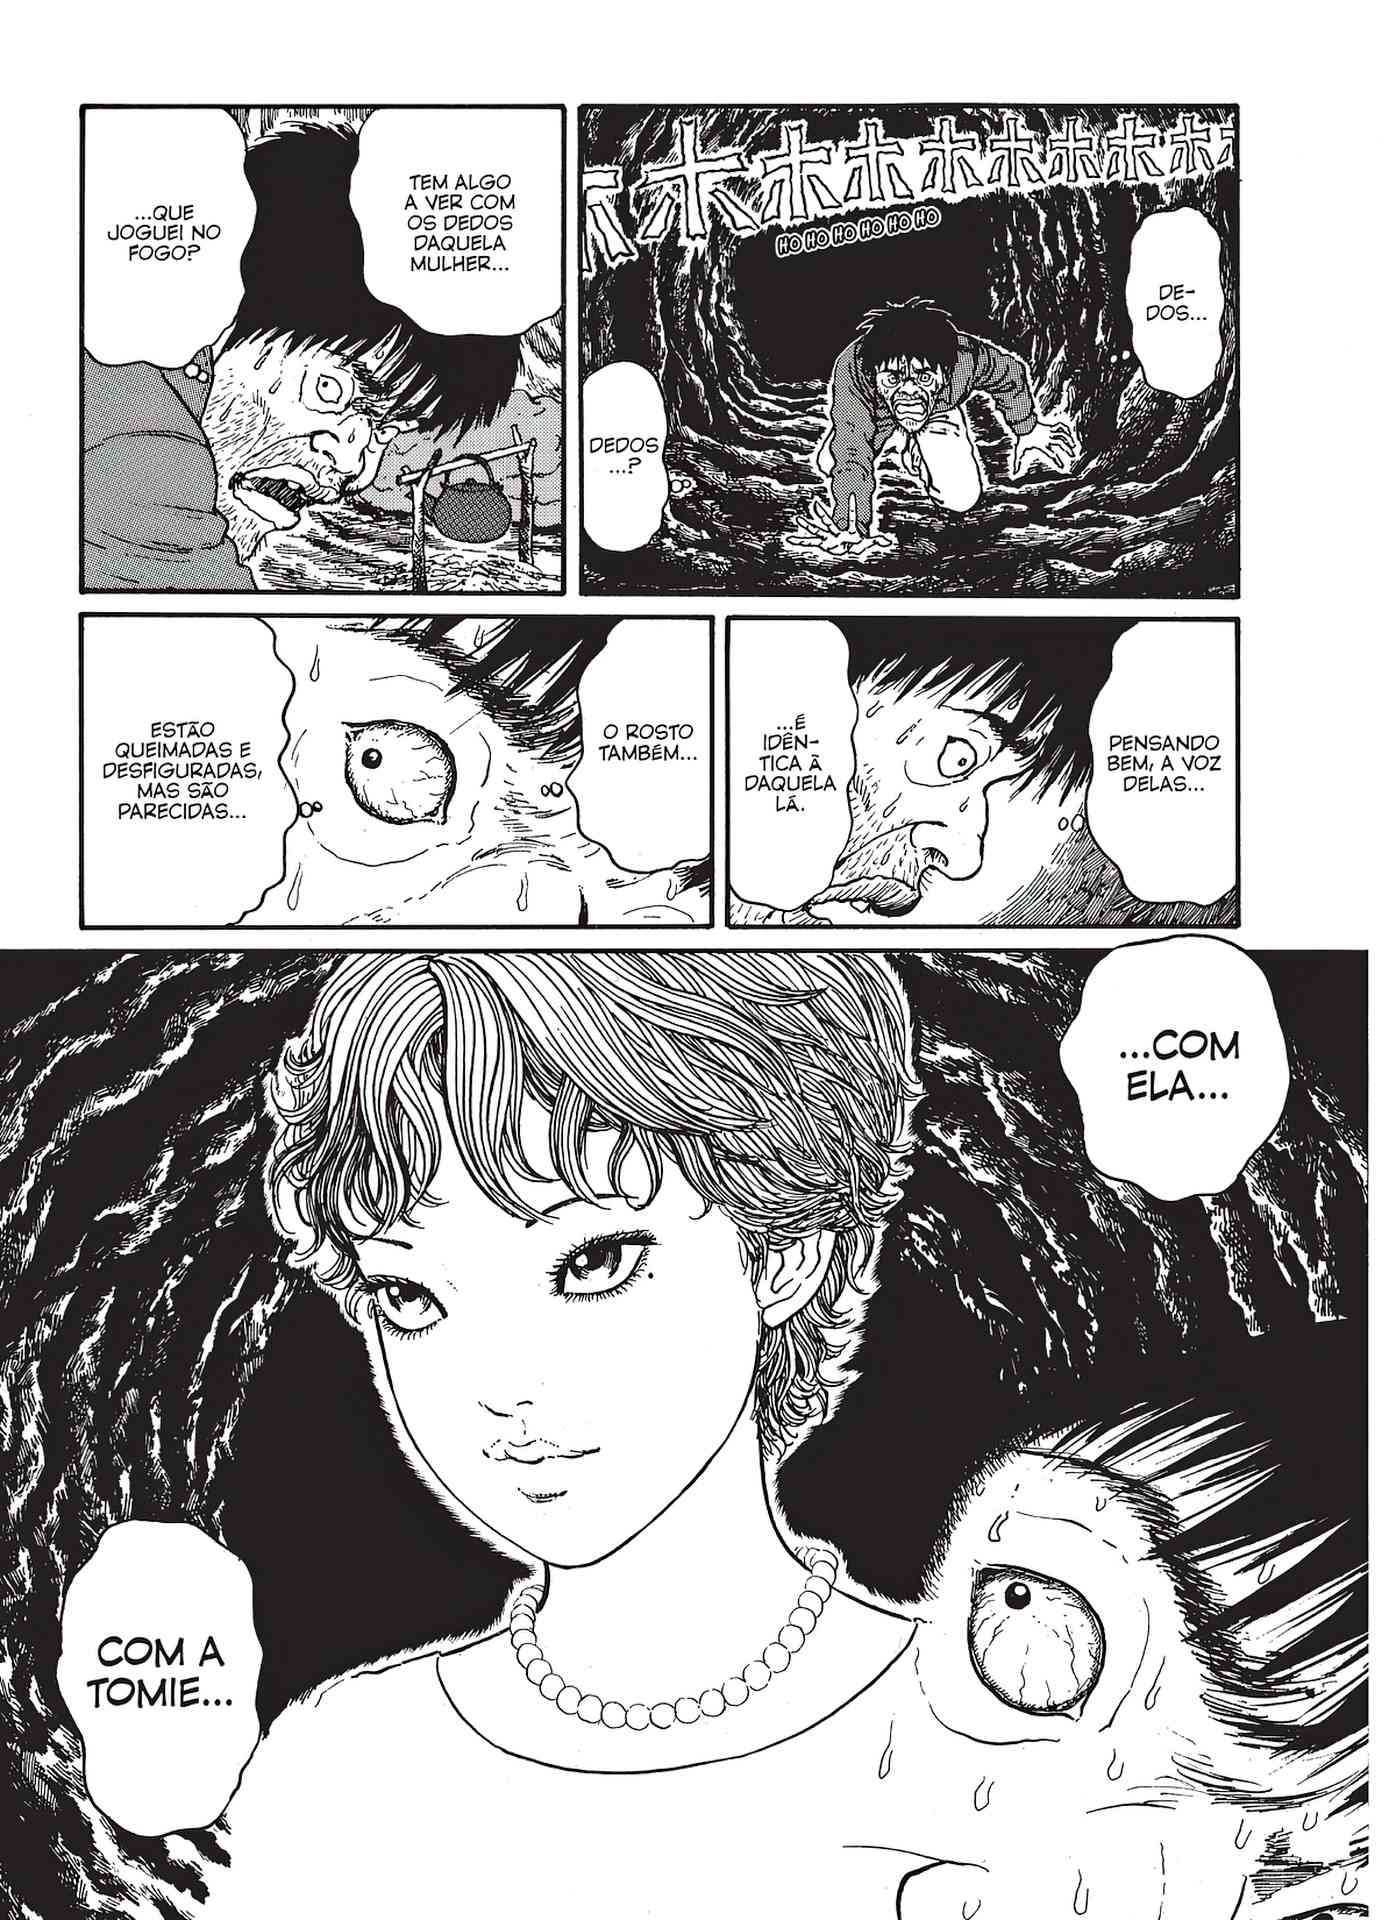 ホホホホホホホホホ
HO HO HO HO HO HO
DE-
DOS...
DEDOS
...?
TEM ALGO
A VER COM
OS DEDOS
DAQUELA
MULHER...
...QUE
JOGUEI NO
FOGO?
PENSANDO
BEM, A VOZ
DELAS...
...É
IDÊN-
TICA À
DAQUELA
LÁ.
O ROSTO
TAMBÉM...
ESTÃO
QUEIMADAS E
DESFIGURADAS,
MAS SÃO
PARECIDAS...
...COM
ELA...
COM A
TOMIE...